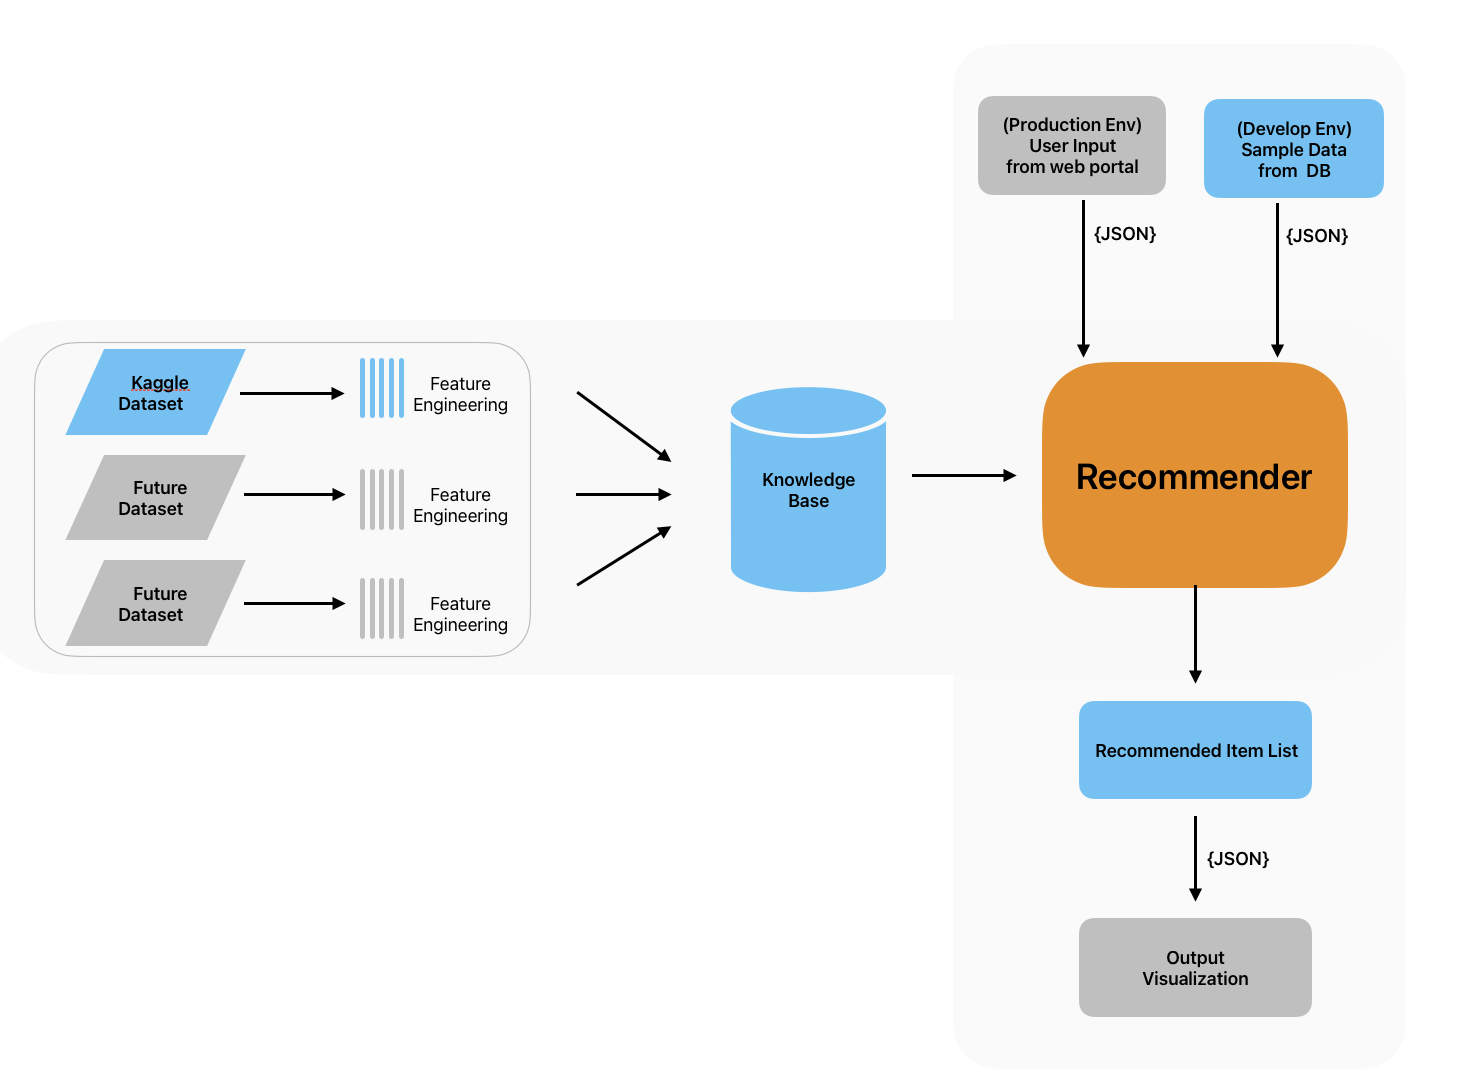 (Production Env)
User Input
from web portal
(Develop Env)
Sample Data
from DB
{JSON}
{JSON}
Kaggle
Dataset
Feature
Engineering
Future
Dataset
Feature
Engineering
Future
Dataset
Feature
Engineering
Knowledge
Base
Recommender
Recommended Item List
{JSON}
Output
Visualization